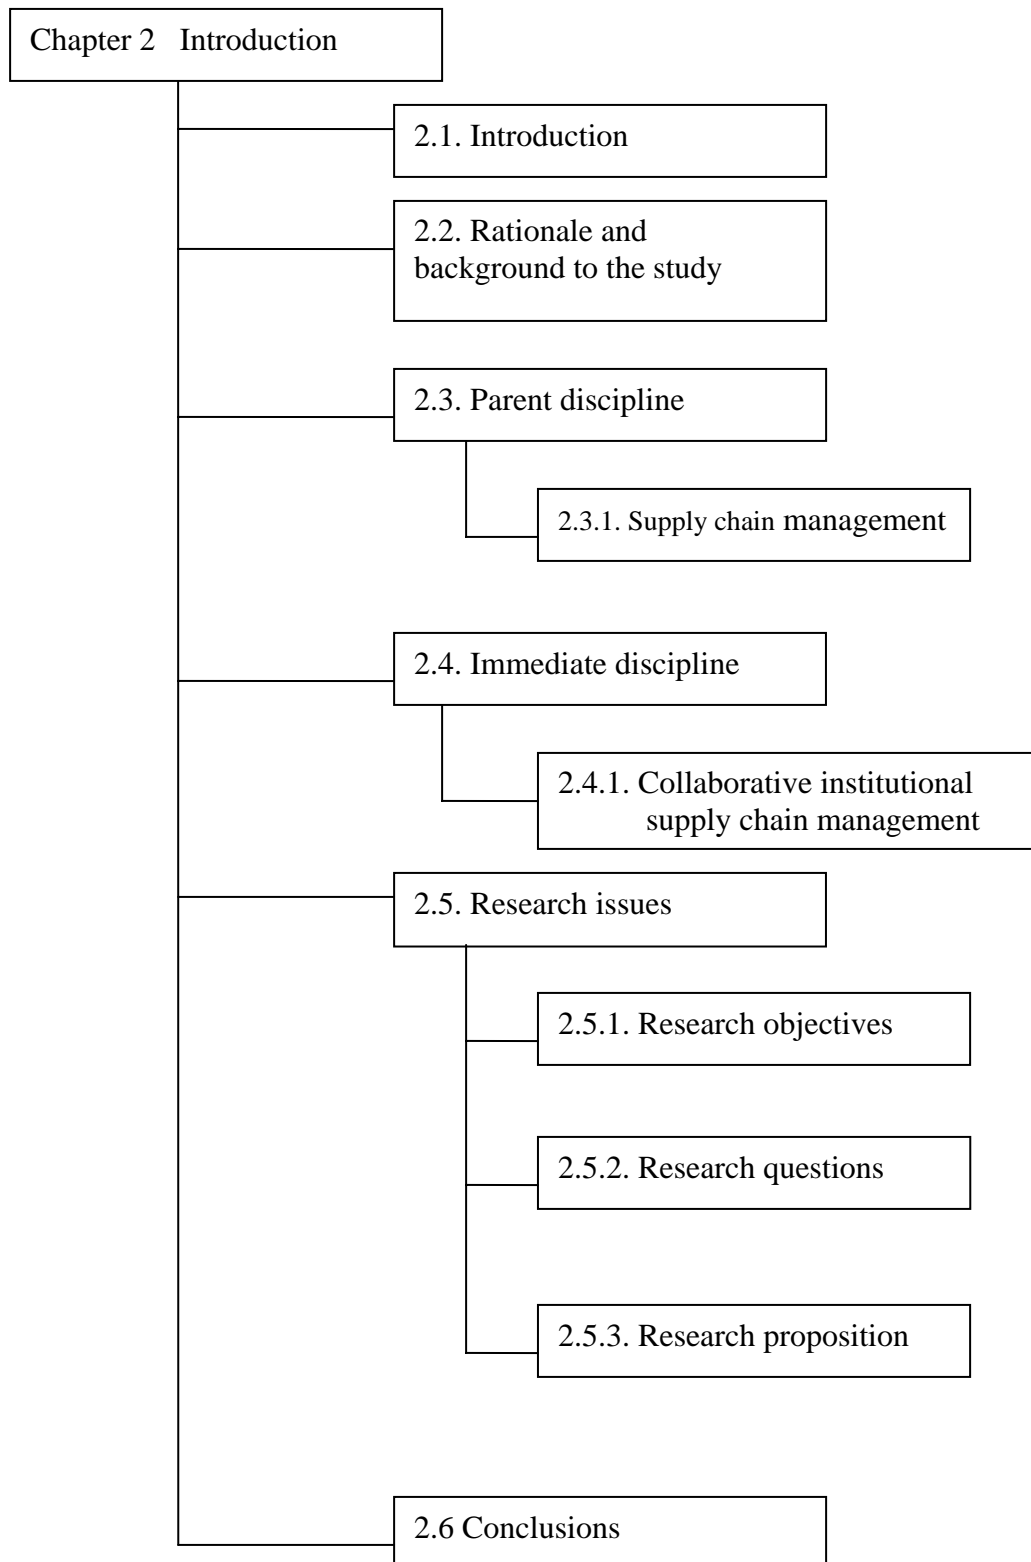 Chapter 2 Introduction
2.1. Introduction
2.2. Rationale and
background to the study
2.3. Parent discipline
2.3.1. Supply chain management
2.4. Immediate discipline
2.4.1. Collaborative institutional
supply chain management
2.5. Research issues
2.5.1. Research objectives
2.5.2. Research questions
2.5.3. Research proposition
2.6 Conclusions